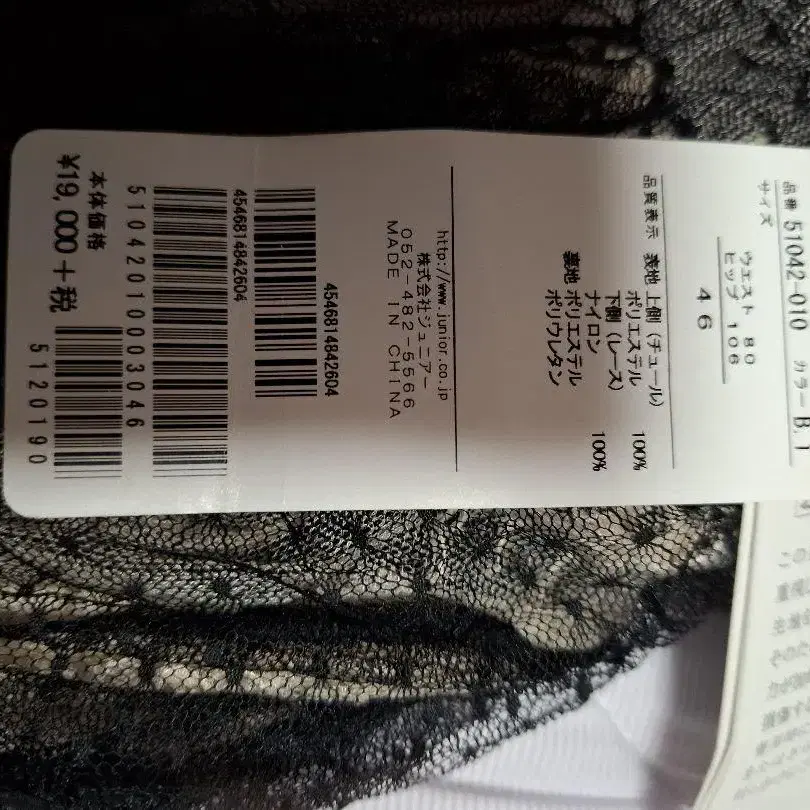 品番 51042-010 カラー B.1
サイズ
ウエスト 80
ヒップ 106
46
品質表示 表地 上側(チュール)
ポリエステル 100%
下側(レース)
ナイロン 100%
裏地 ポリエステル
ポリウレタン
http://www.junior.co.jp
株式会社ジュニアー
052-482-5566
MADE IN CHINA
4546814842604
4546814842604
5104201000003046
本体価格
¥19,000+税
5120190